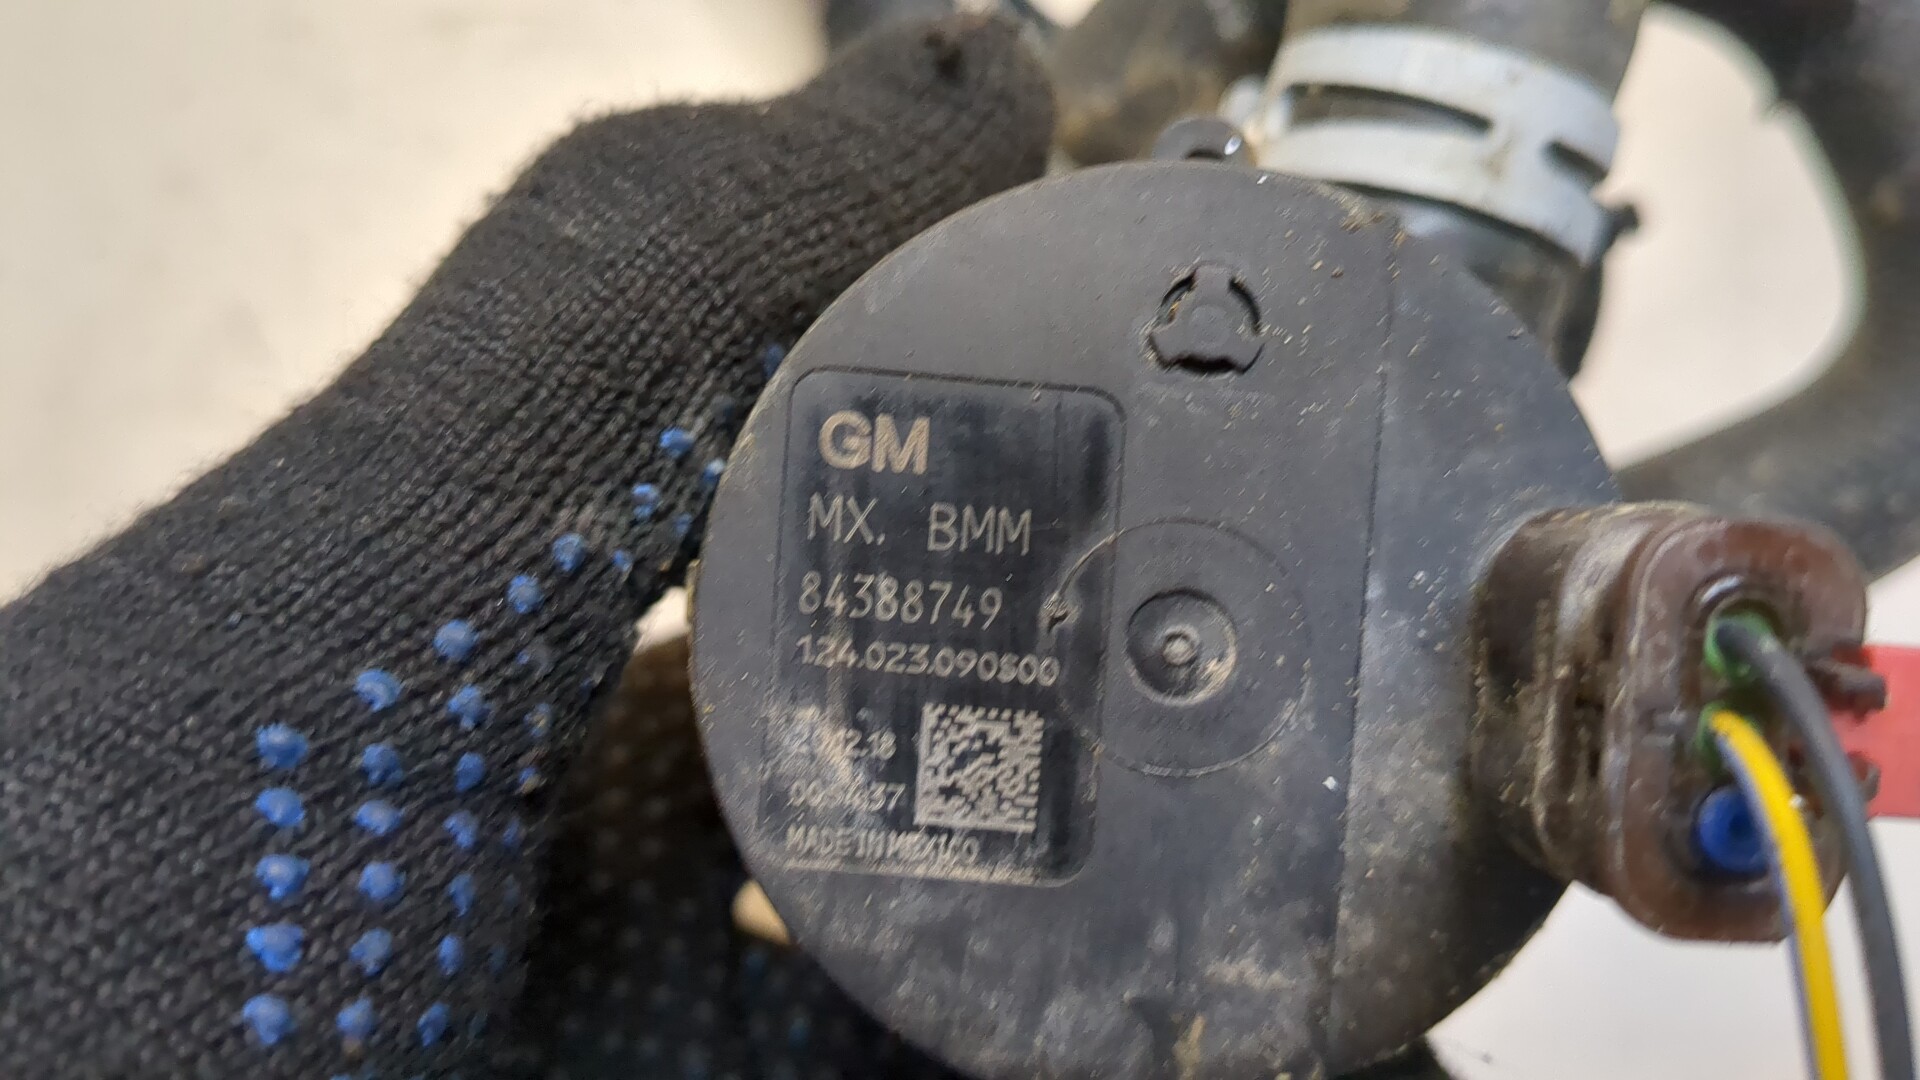 GM
MX. BMM
84388749
124.023.090S00
MADE IN MEXICO